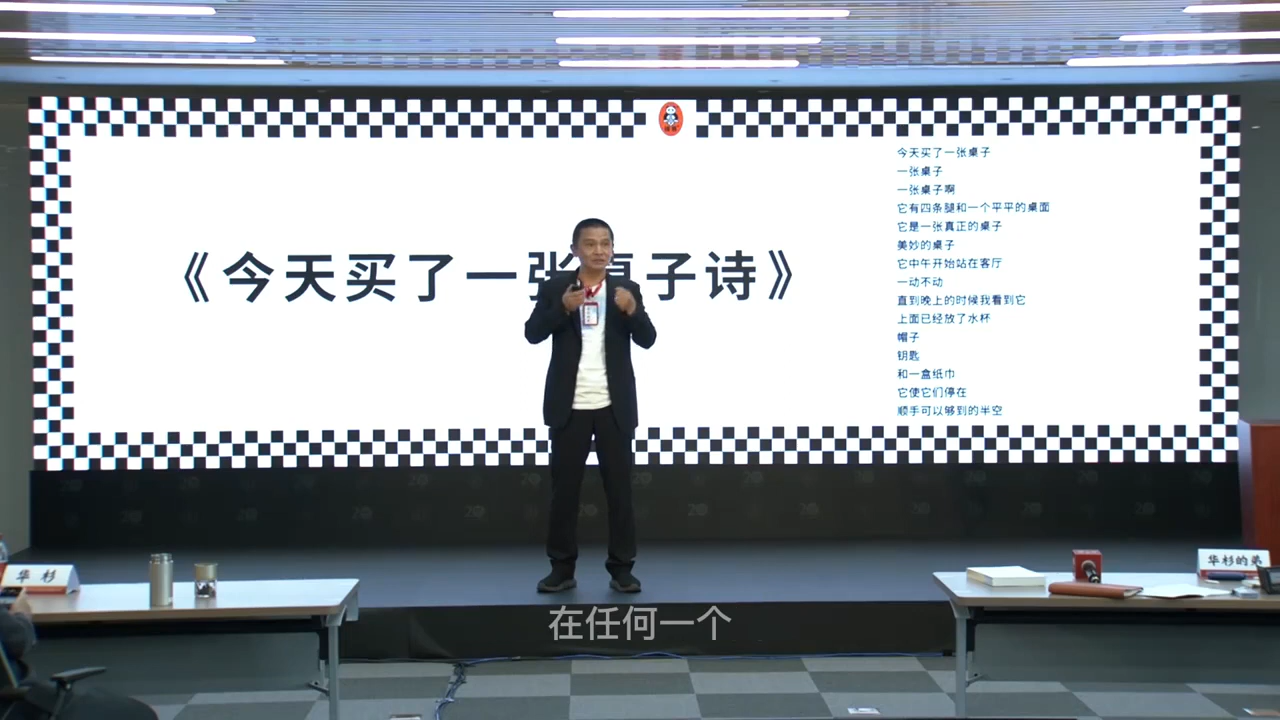 《今天买了一张桌子诗》
今天买了一张桌子
一张桌子
一张桌子啊
它有四条腿和一个平平的桌面
它是一张真正的桌子
美妙的桌子
它中午开始站在客厅
一动不动
直到晚上的时候我看到它
上面已经放了水杯
帽子
钥匙
和一盒纸巾
它使它们停在
顺手可以够到的半空
华杉
华杉的弟
在任何一个